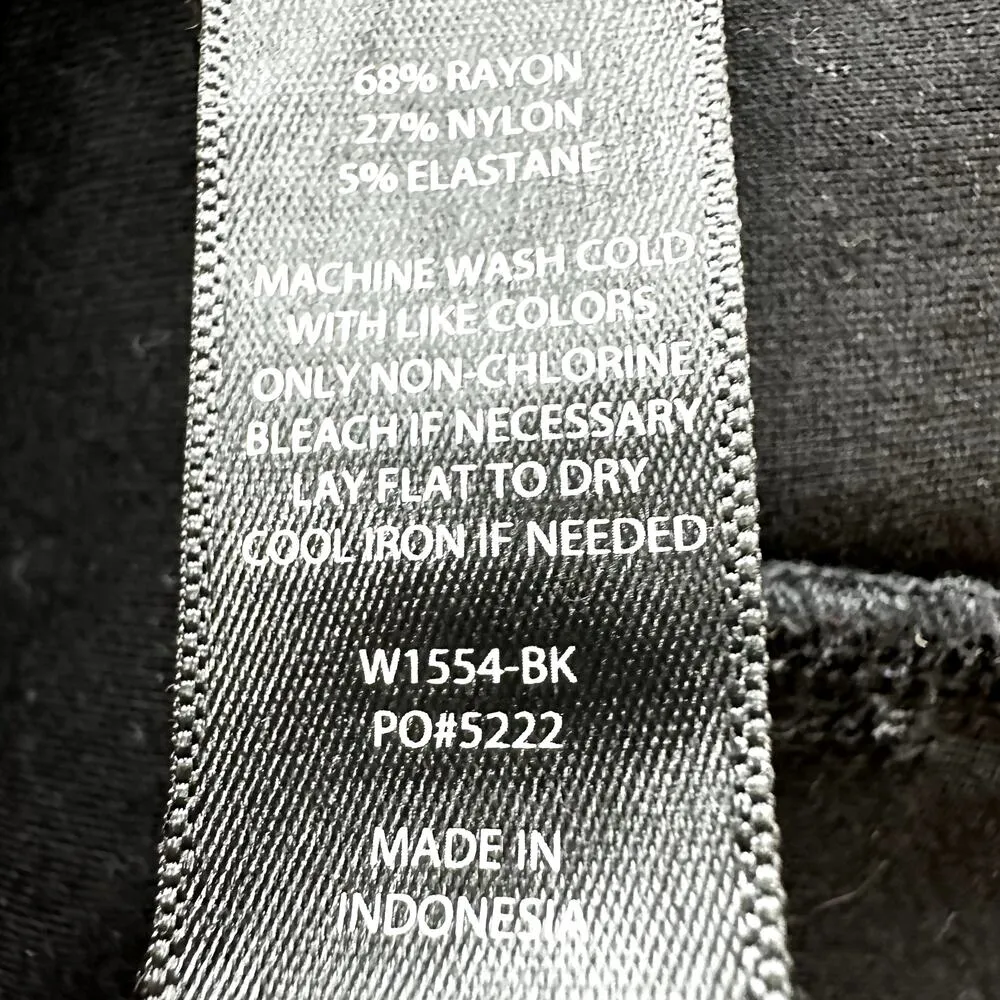 68% RAYON
27% NYLON
5% ELASTANE
MACHINE WASH COLD
WITH LIKE COLORS
ONLY NON-CHLORINE
BLEACH IF NECESSARY
LAY FLAT TO DRY
COOL IRON IF NEEDED
W1554-BK
PO#5222
MADE IN
INDONESIA